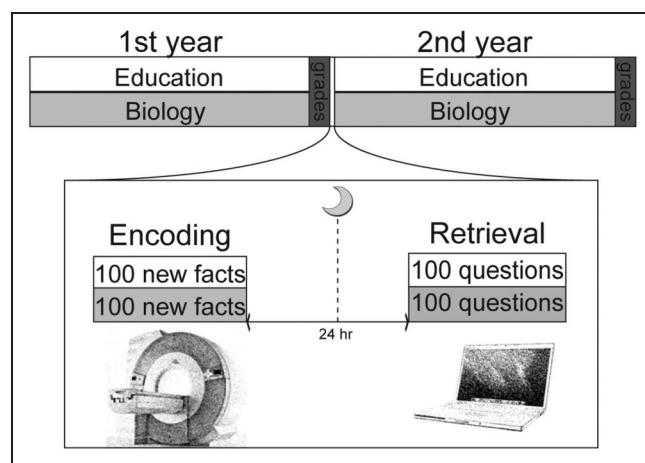 1st year
2nd year
Education
grades
Education
grades
Biology
Biology
Encoding
Retrieval
100 new facts
100 questions
100 new facts
100 questions
24 hr